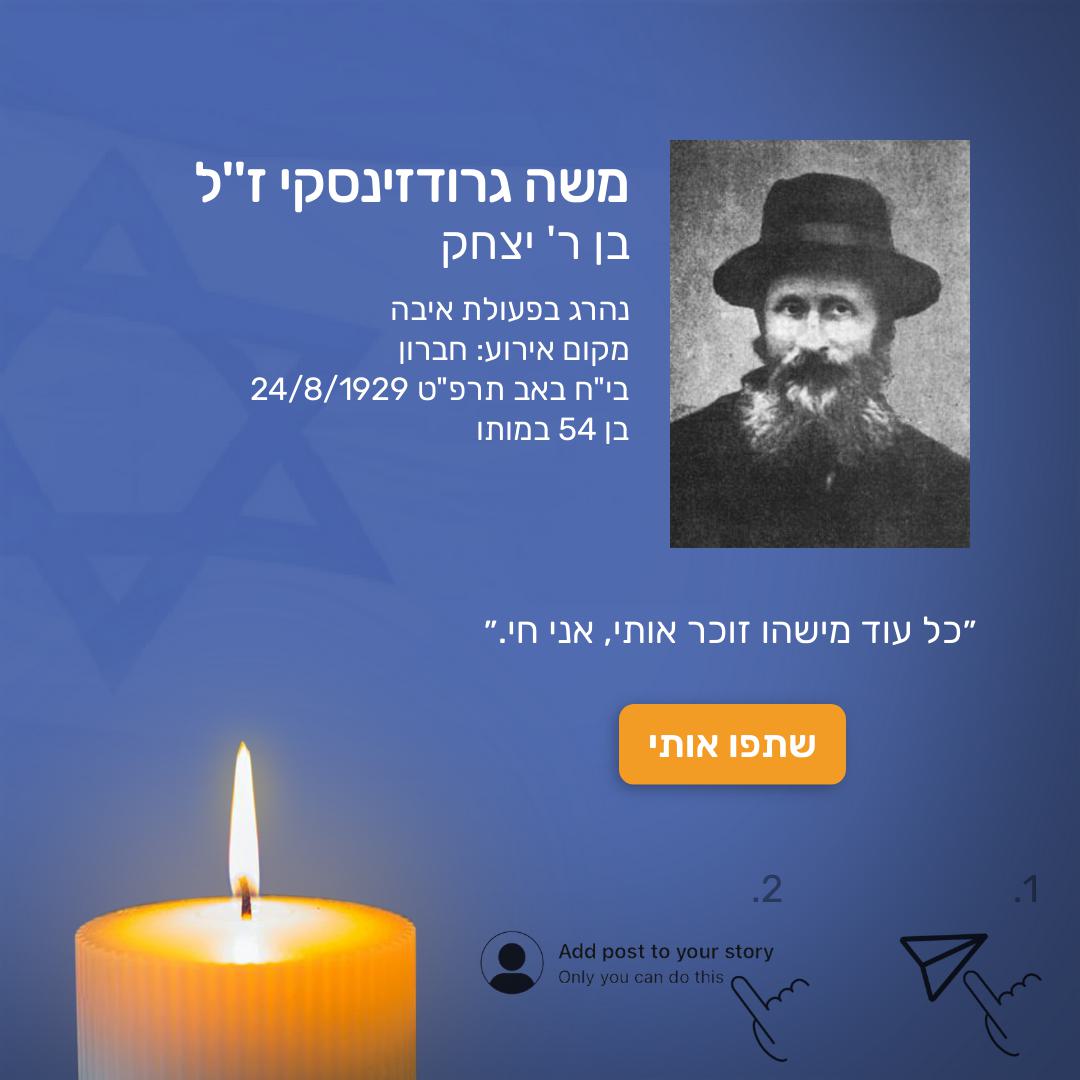 משה גרודזינסקי ז"ל
בן ר' יצחק
נהרג בפעולת איבה
מקום אירוע: חברון
בי"ח באב תרפ"ט 24/8/1929
בן 54 במותו
״כל עוד מישהו זוכר אותי, אני חי.״
שתפו אותי
1.
2.
Add post to your story
Only you can do this